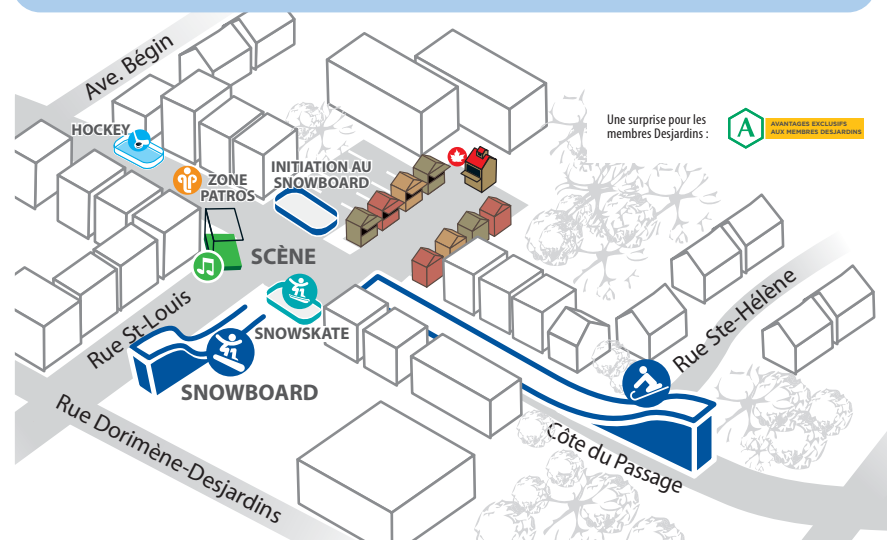 Ave. Bégin
Une surprise pour les
membres Desjardins :
A
AVANTAGES EXCLUSIFS
AUX MEMBRES DESJARDINS
HOCKEY
ZONE
PATROS
INITIATION AU
SNOWBOARD
SCÈNE
SNOWSKATE
Rue St-Louis
SNOWBOARD
Rue Ste-Hélène
Rue Dorimène-Desjardins
Côte du Passage